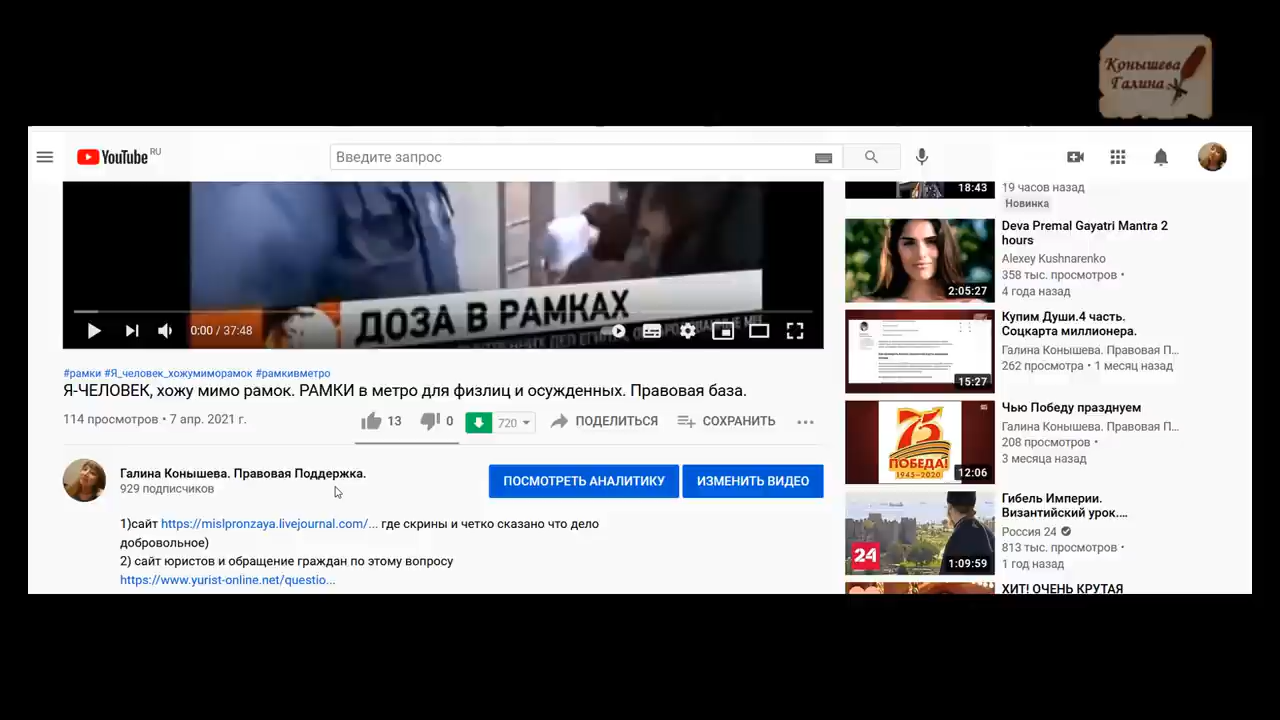 Конышева
Галина
YouTube RU
Введите запрос
18:43
19 часов назад
Новинка
ДОЗА В РАМКАХ
0:00 / 37:48
#рамки #Я_человек_хожумиморамок #рамкивметро
Я-ЧЕЛОВЕК, хожу мимо рамок. РАМКИ в метро для физлиц и осужденных. Правовая база.
114 просмотров • 7 апр. 2021 г.
13
0
720
ПОДЕЛИТЬСЯ
СОХРАНИТЬ
Галина Конышева. Правовая Поддержка.
929 подписчиков
ПОСМОТРЕТЬ АНАЛИТИКУ
ИЗМЕНИТЬ ВИДЕО
1)сайт https://mislpronzaya.livejournal.com/... где скрины и четко сказано что дело
добровольное)
2) сайт юристов и обращение граждан по этому вопросу
https://www.yurist-online.net/questio...
Deva Premal Gayatri Mantra 2
hours
Alexey Kushnarenko
358 тыс. просмотров •
4 года назад
2:05:27
Купим Души.4 часть.
Соцкарта миллионера.
Галина Конышева. Правовая П...
262 просмотра • 1 месяц назад
15:27
Чью Победу празднуем
Галина Конышева. Правовая П...
208 просмотров •
3 месяца назад
75
ПОБЕДА!
1945-2020
12:06
Гибель Империи.
Византийский урок....
Россия 24
813 тыс. просмотров •
1 год назад
24
1:09:59
ХИТ! ОЧЕНЬ КРУТАЯ